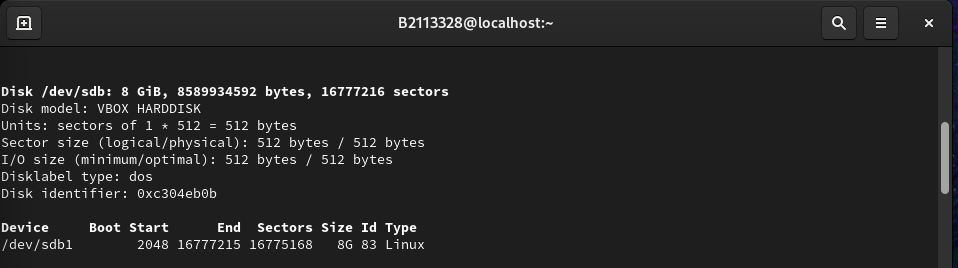 B2113328@localhost:~
Disk /dev/sdb: 8 GiB, 8589934592 bytes, 16777216 sectors
Disk model: VBOX HARDDISK
Units: sectors of 1 * 512 = 512 bytes
Sector size (logical/physical): 512 bytes / 512 bytes
I/O size (minimum/optimal): 512 bytes / 512 bytes
Disklabel type: dos
Disk identifier: 0xc304eb0b
Device     Boot Start      End  Sectors Size Id Type
/dev/sdb1        2048 16777215 16775168   8G 83 Linux